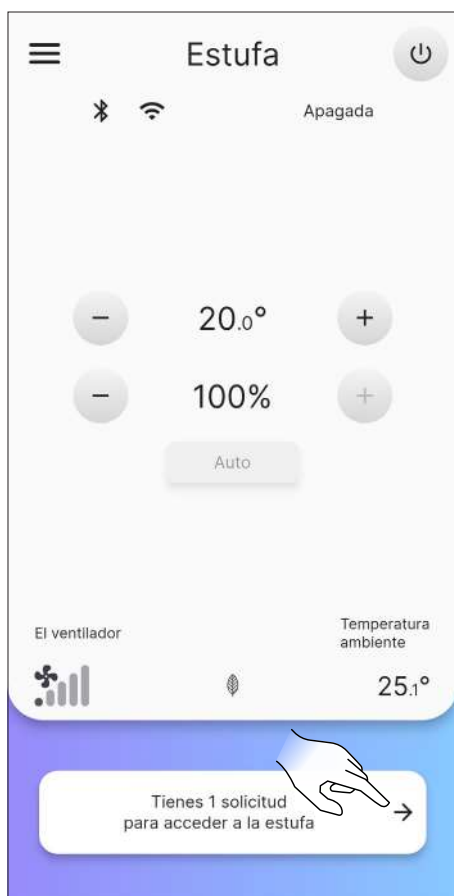 Estufa
Apagada
20.0°
100%
Auto
El ventilador
Temperatura
ambiente
25.1°
Tienes 1 solicitud
para acceder a la estufa